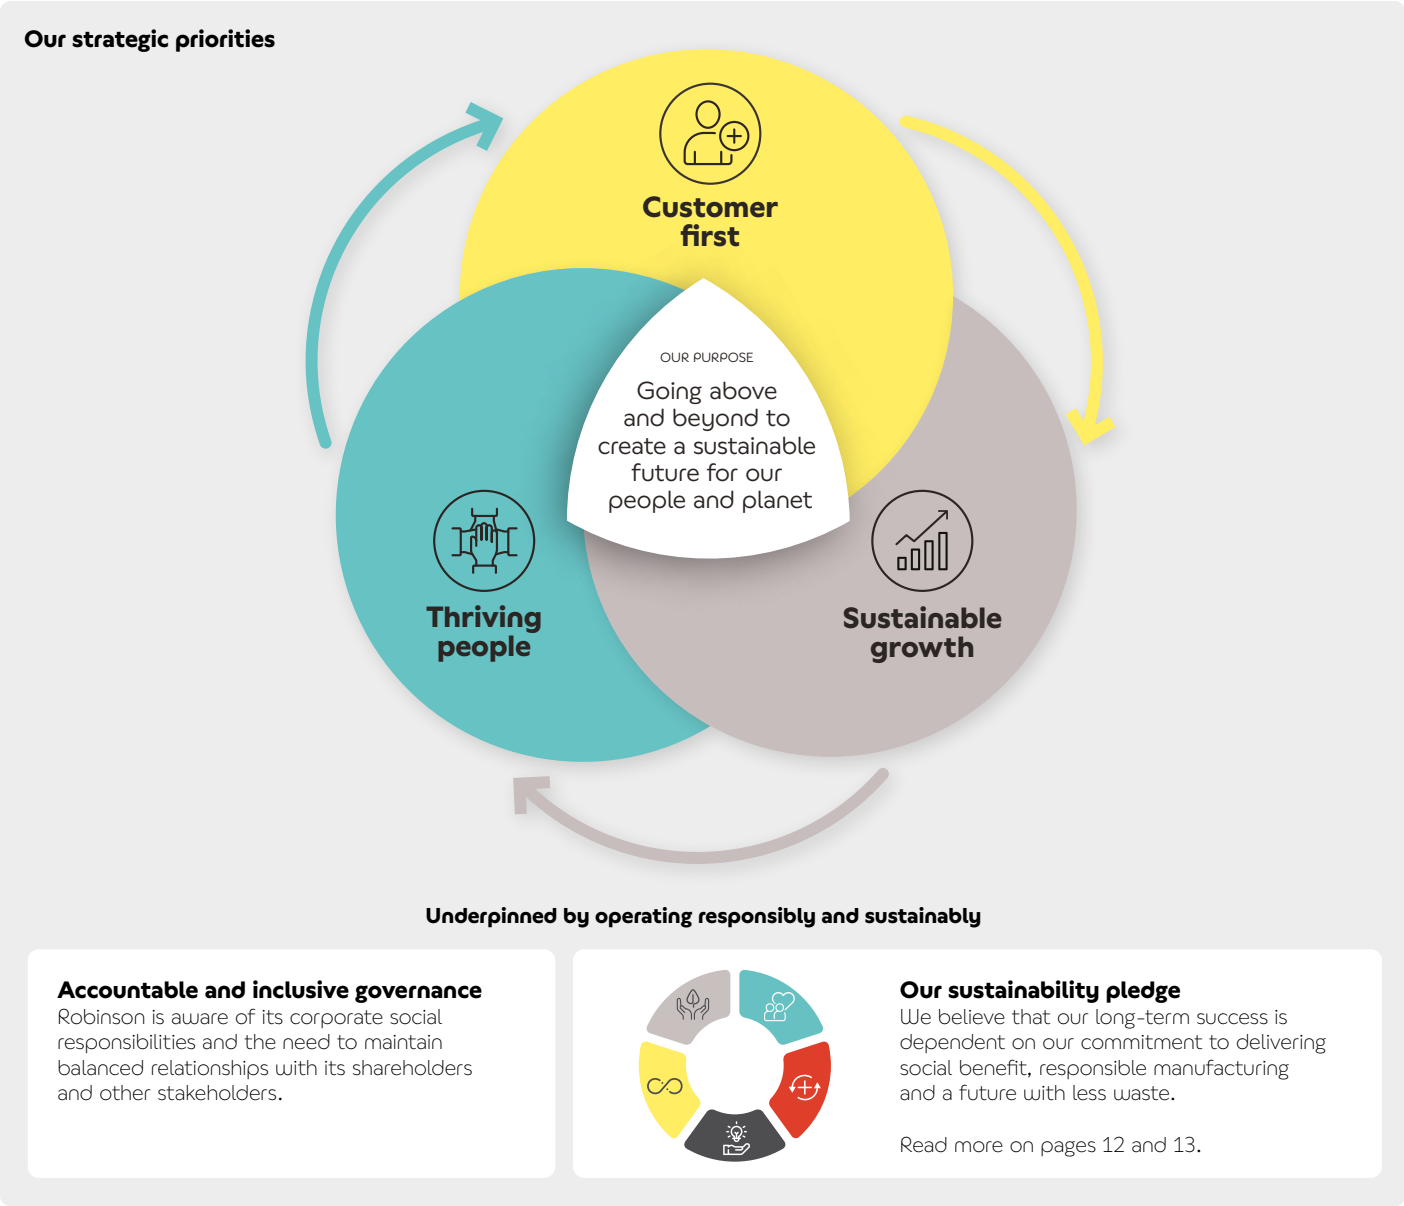 Our strategic priorities
Customer
first
OUR PURPOSE
Going above
and beyond to
create a sustainable
future for our
people and planet
Thriving
people
Sustainable
growth
Underpinned by operating responsibly and sustainably
Accountable and inclusive governance
Robinson is aware of its corporate social
responsibilities and the need to maintain
balanced relationships with its shareholders
and other stakeholders.
Our sustainability pledge
We believe that our long-term success is
dependent on our commitment to delivering
social benefit, responsible manufacturing
and a future with less waste.
Read more on pages 12 and 13.